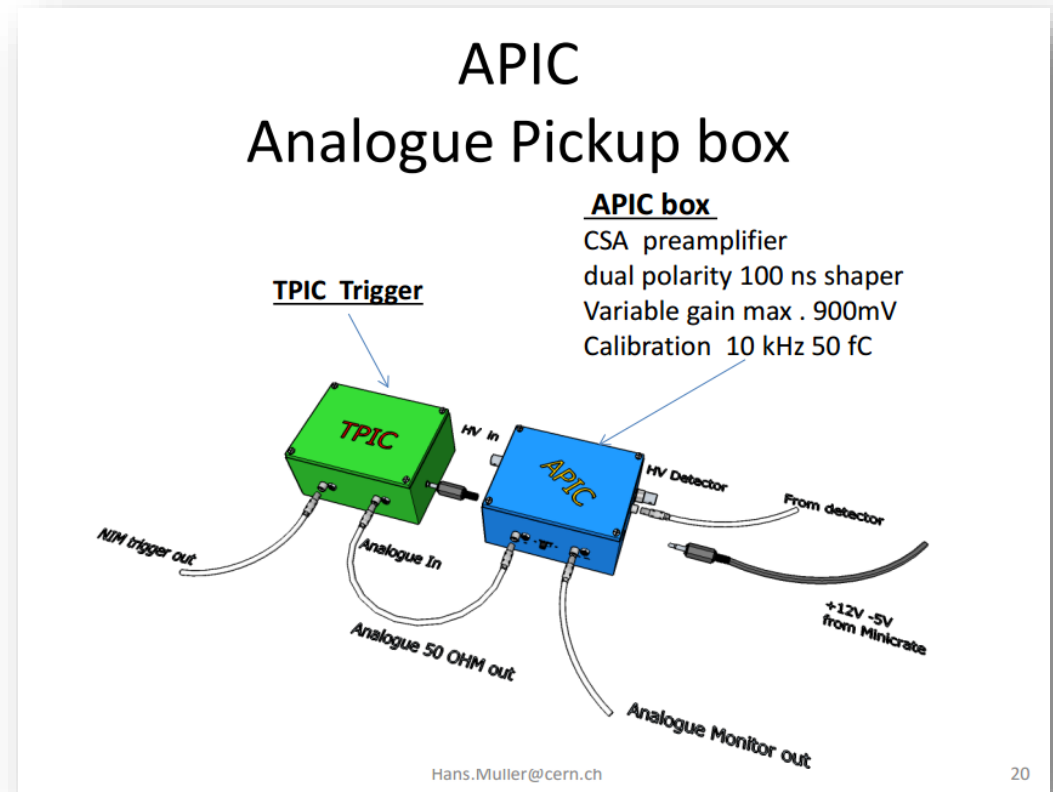 APIC
Analogue Pickup box
APIC box
CSA preamplifier
dual polarity 100 ns shaper
Variable gain max . 900mV
Calibration 10 kHz 50 fC
TPIC Trigger
TPIC
HV in
APIC
HV Detector
From detector
NIM trigger out
Analogue In
+12V -5V
from Minicrate
Analogue 50 OHM out
Analogue Monitor out
Hans.Muller@cern.ch
20